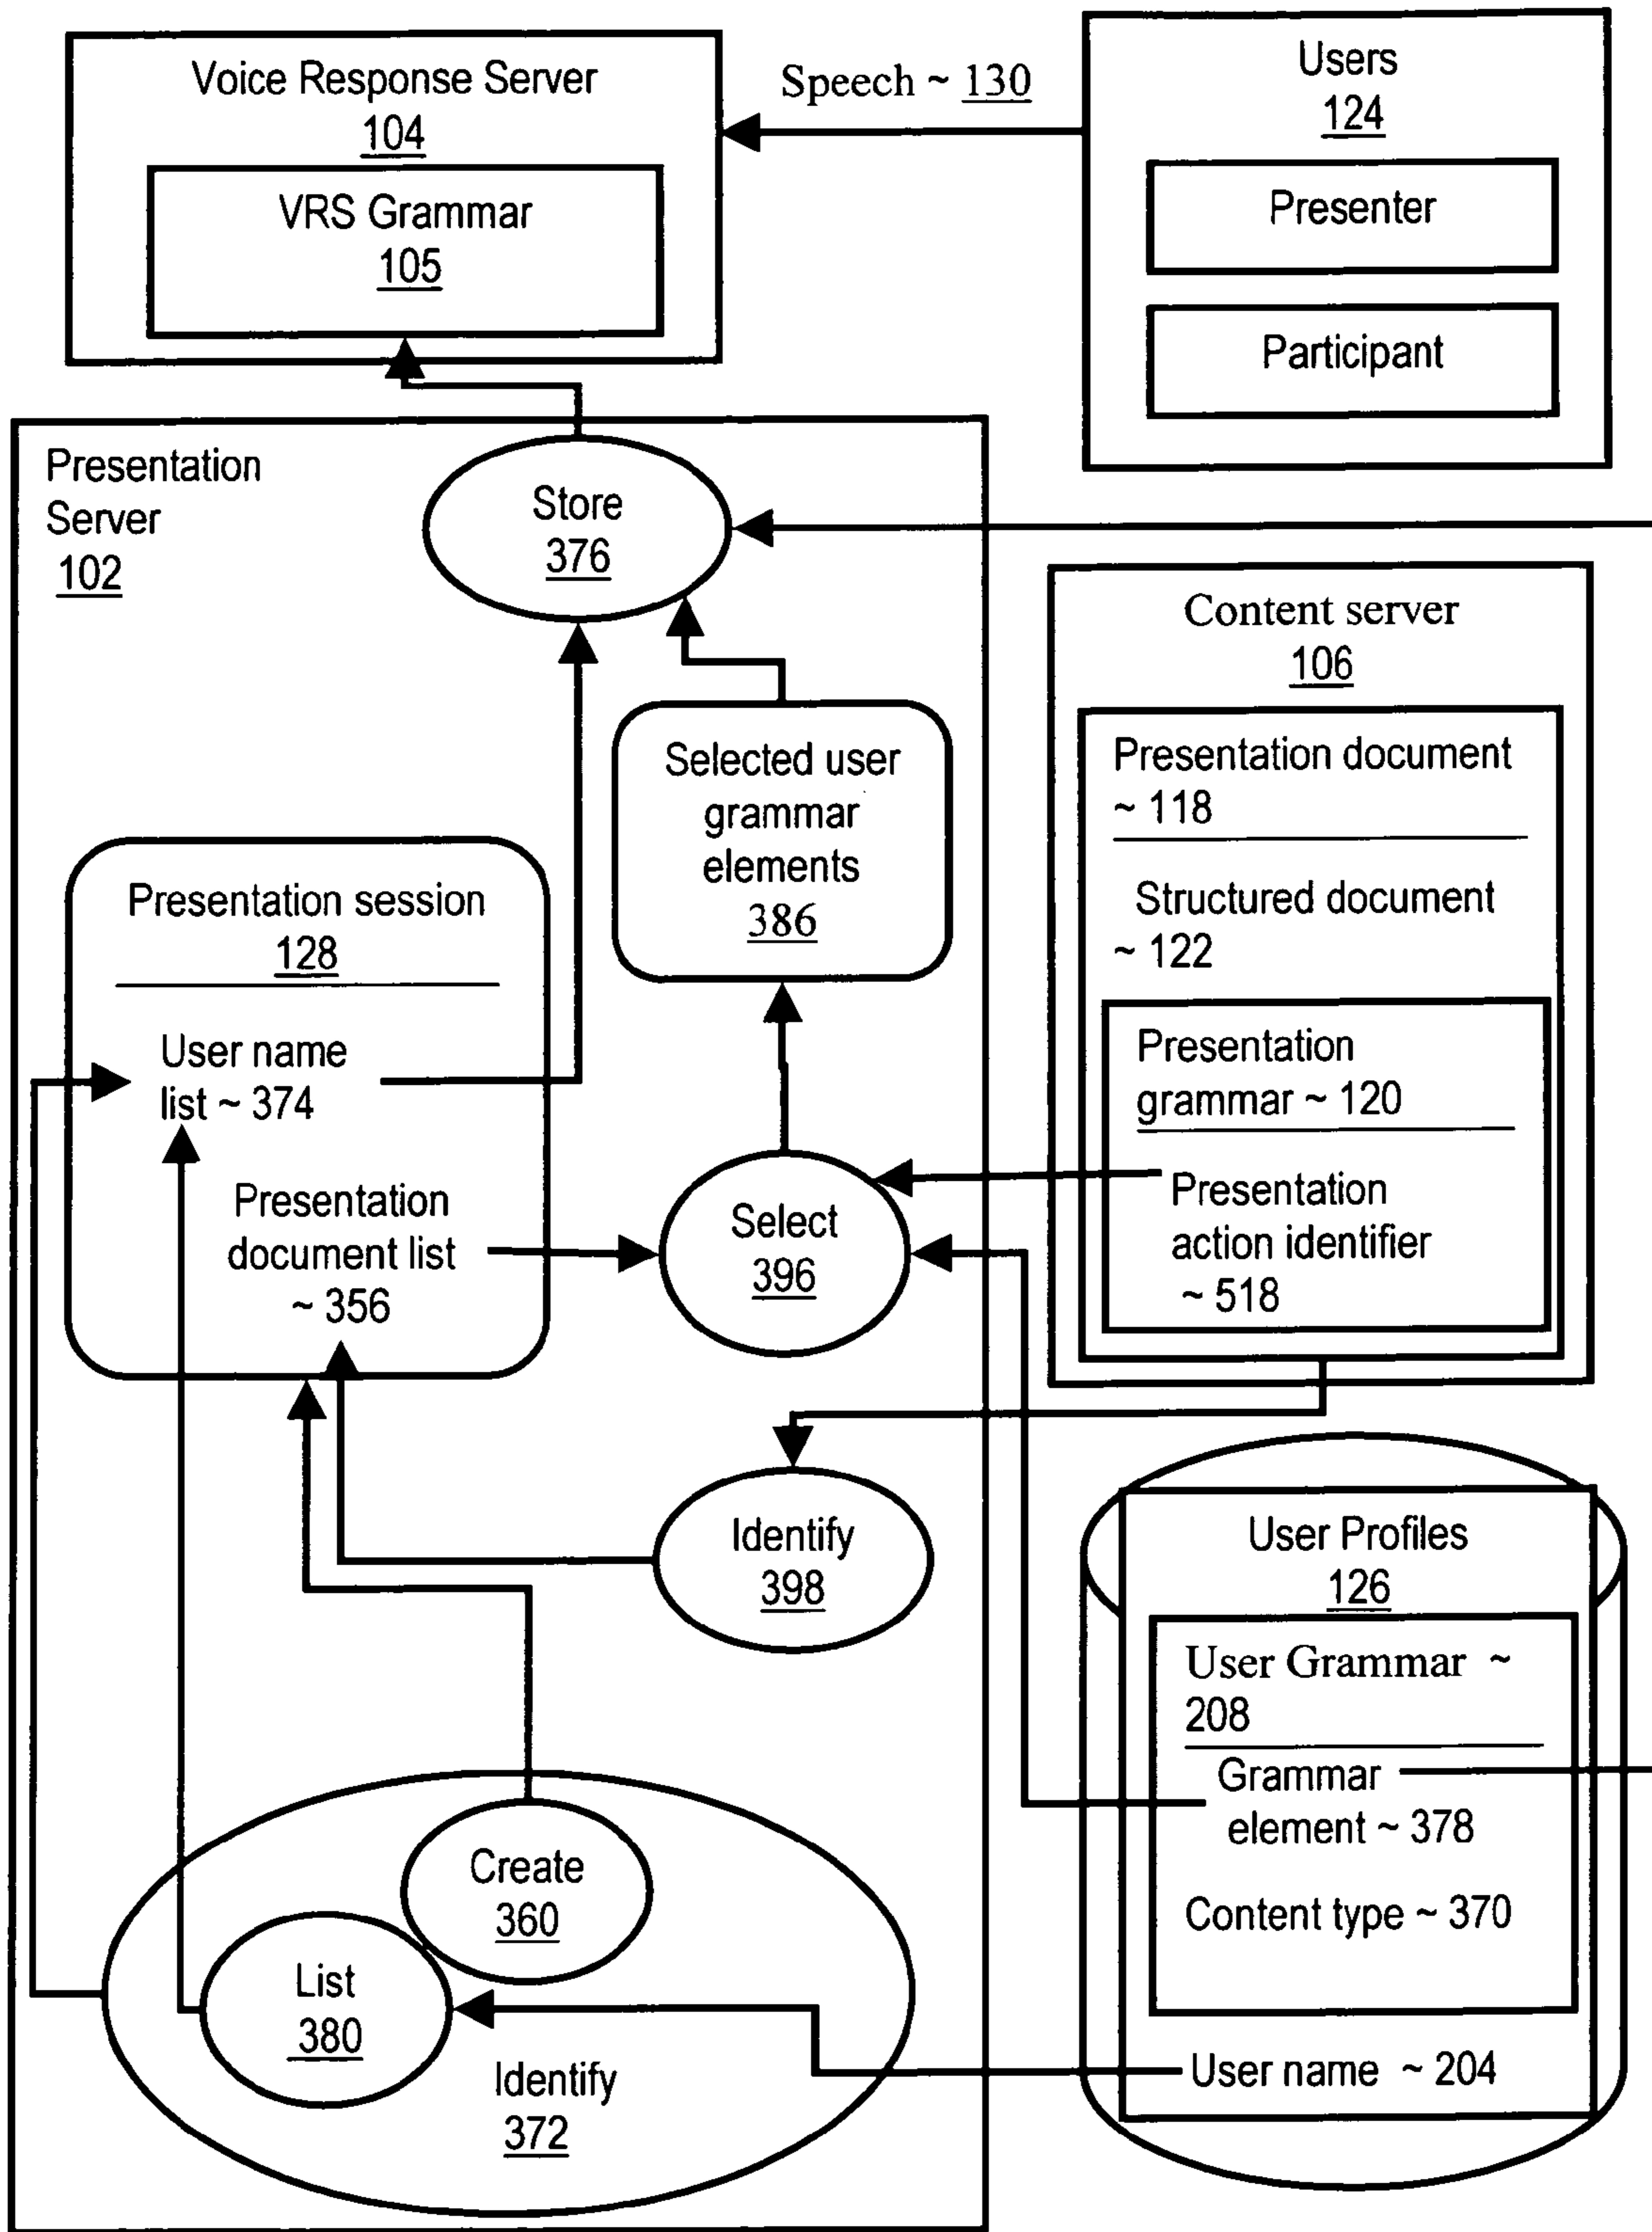 Voice Response Server
104
VRS Grammar
105
Speech ~ 130
Users
124
Presenter
Participant
Presentation
Server
102
Store
376
Content server
106
Presentation document
~ 118
Structured document
~ 122
Presentation
grammar ~ 120
Presentation
action identifier
~ 518
Selected user
grammar
elements
386
Presentation session
128
User name
list ~ 374
Presentation
document list
~ 356
Select
396
Identify
398
User Profiles
126
User Grammar ~
208
Grammar
element ~ 378
Content type ~ 370
User name ~ 204
Create
360
List
380
Identify
372